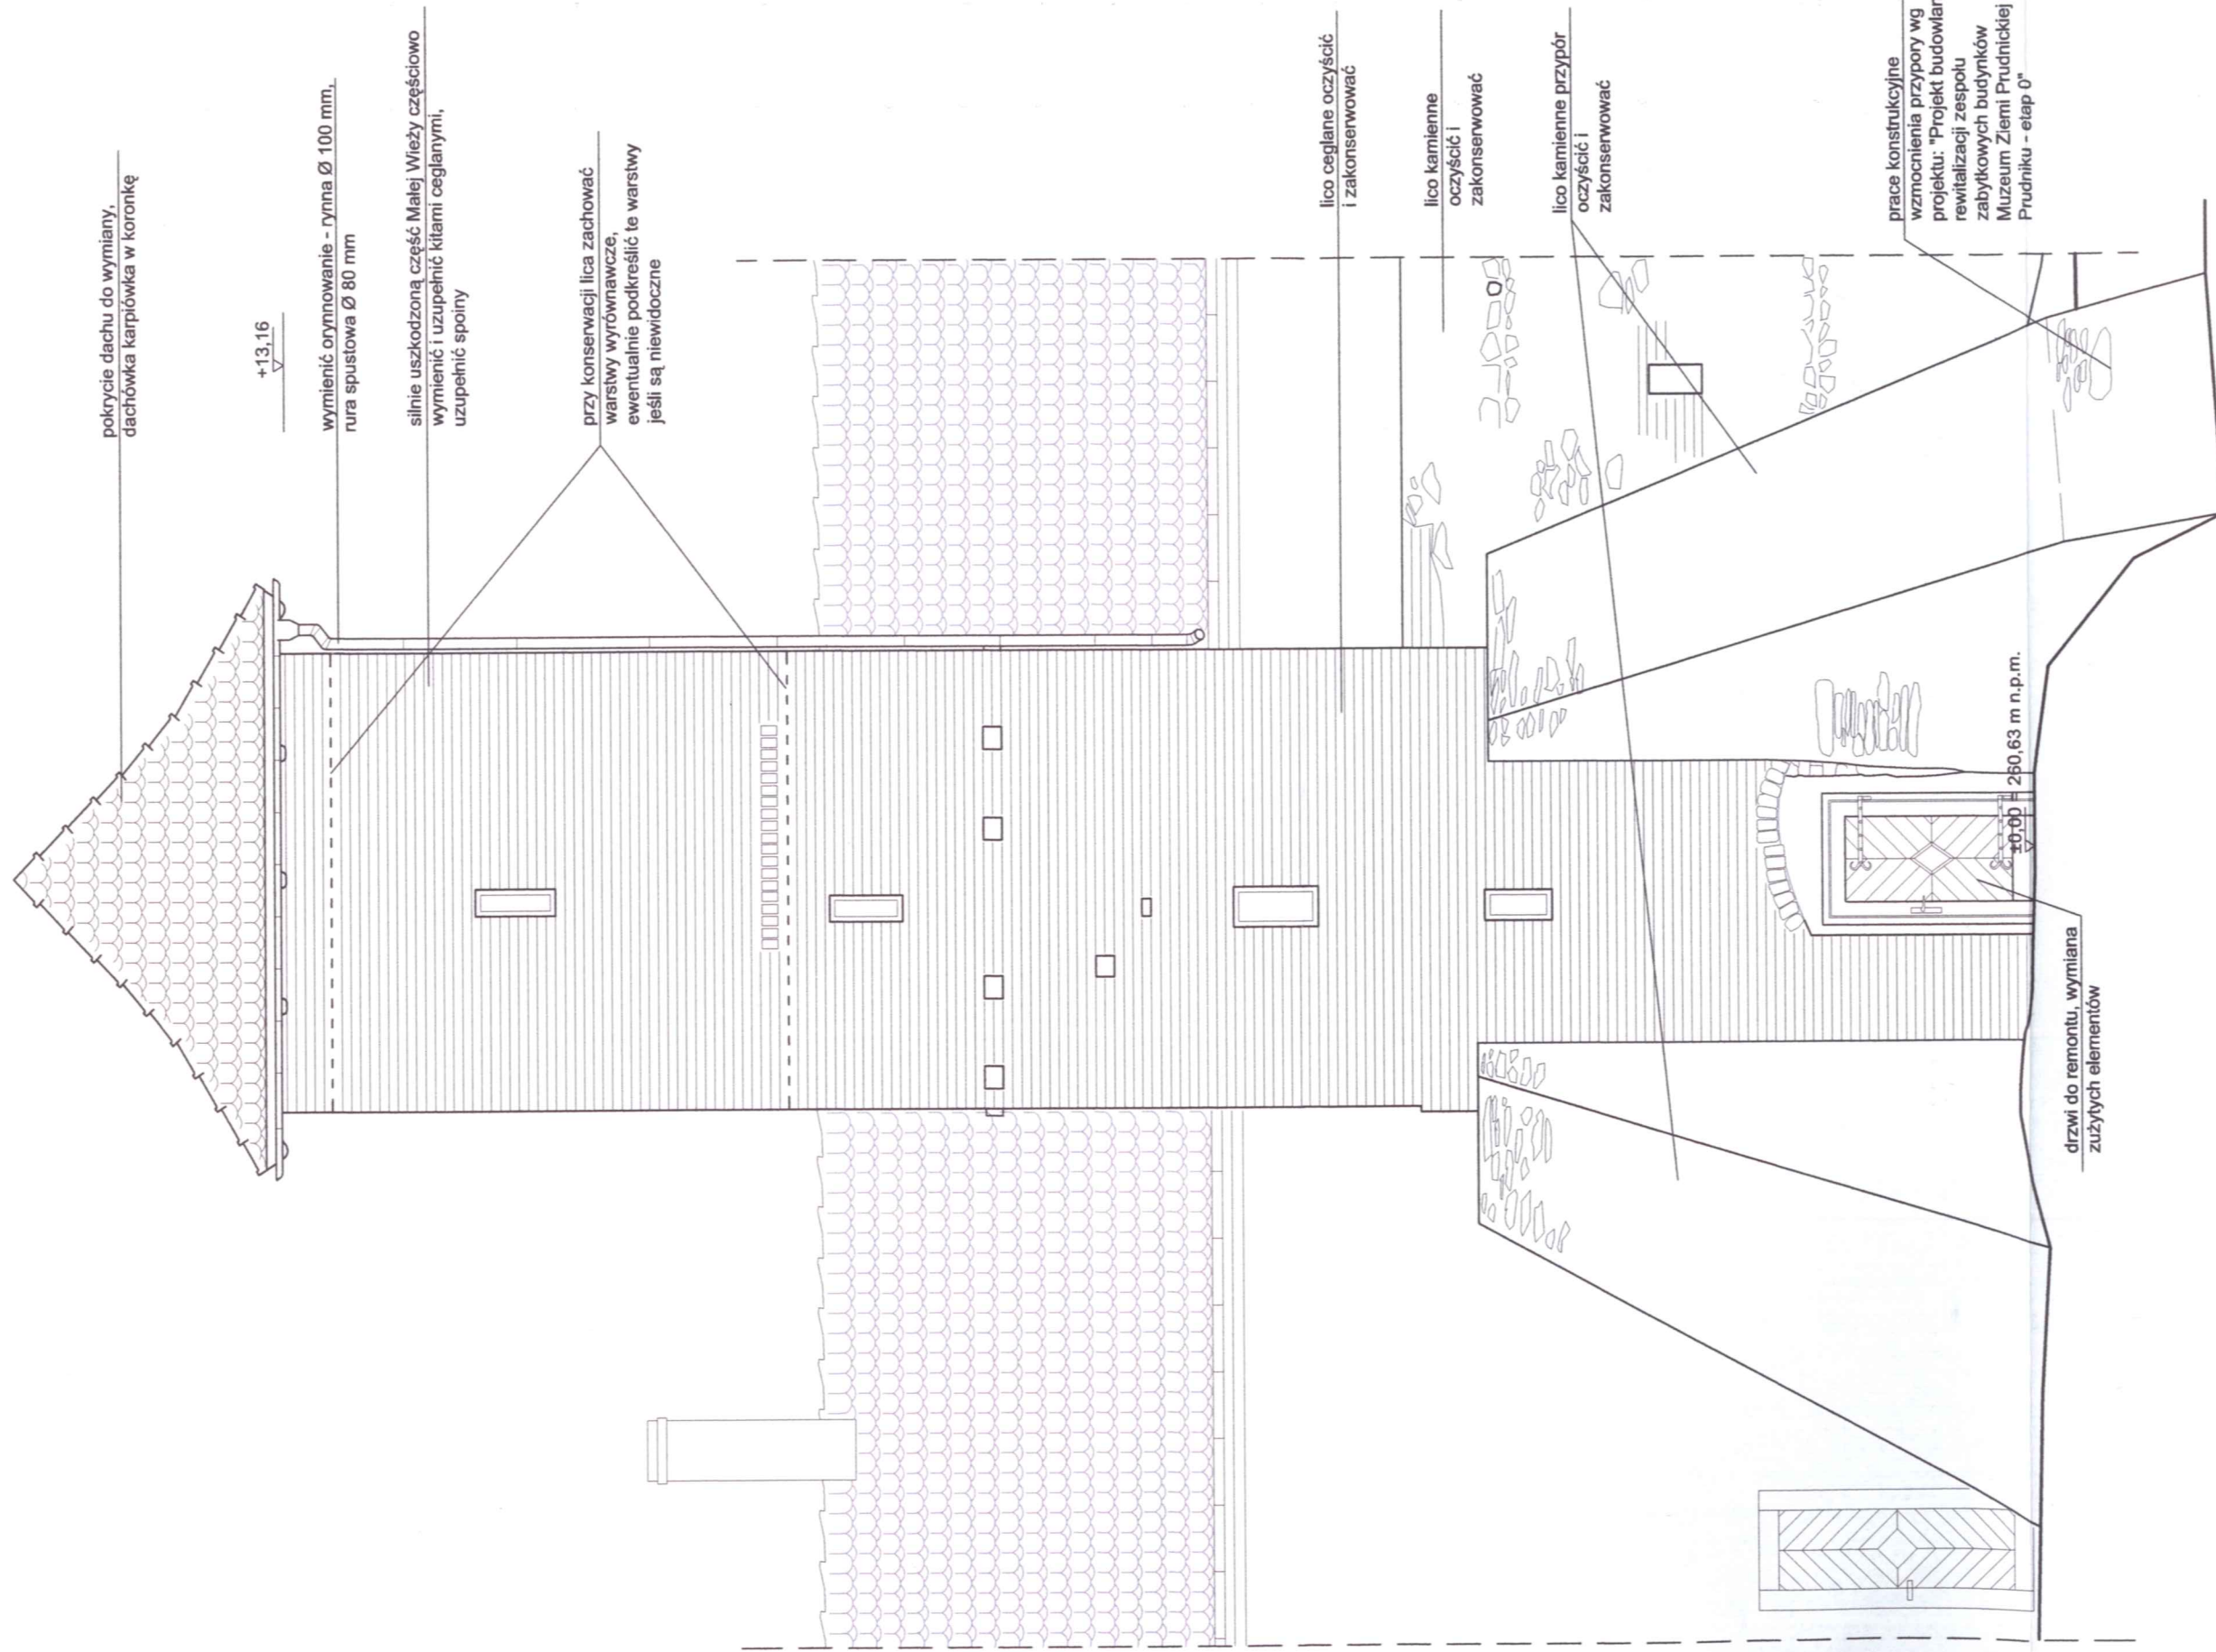 pokrycie dachu do wymiany,
dachówka karpiówka w koronkę
+13,16
wymienić orynnowanie - rynna Ø 100 mm,
rura spustowa Ø 80 mm
silnie uszkodzoną część Małej Wieży częściowo
wymienić i uzupełnić kitami ceglanymi,
uzupełnić spoiny
przy konserwacji lica zachować
warstwy wyrównawcze,
ewentualnie podkreślić te warstwy
jeśli są niewidoczne
lico ceglane oczyścić
i zakonserwować
lico kamienne
oczyścić i
zakonserwować
lico kamienne przypór
oczyścić i
zakonserwować
prace konstrukcyjne
wzmocnienia przypory wg
projektu: "Projekt budowlan
rewitalizacji zespołu
zabytkowych budynków
Muzeum Ziemi Prudnickiej
Prudniku - etap 0"
±0,00 = 260,63 m n.p.m.
drzwi do remontu, wymiana
zużytych elementów